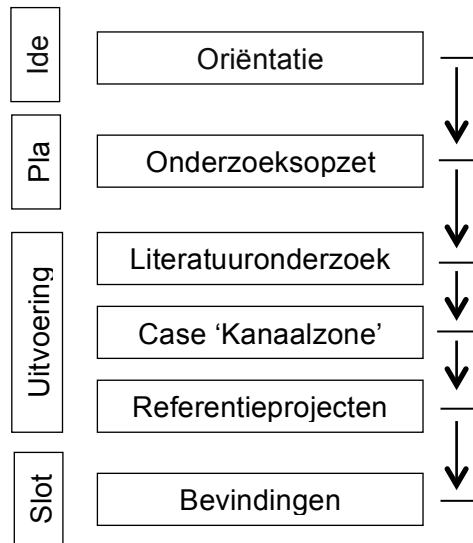 Ide
Oriëntatie
Pla
Onderzoeksopzet
Uitvoering
Literatuuronderzoek
Case ‘Kanaalzone’
Referentieprojecten
Slot
Bevindingen